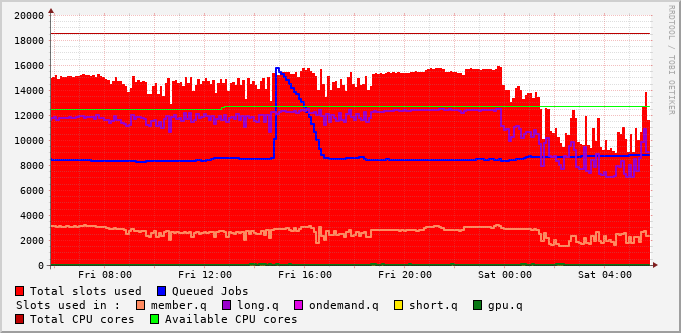 RRDTOOL / TOBI OETIKER
20000
18000
16000
14000
12000
10000
8000
6000
4000
2000
0
Fri 08:00 Fri 12:00 Fri 16:00 Fri 20:00 Sat 00:00 Sat 04:00
Total slots used Queued Jobs
Slots used in : member.q long.q ondemand.q short.q gpu.q
Total CPU cores Available CPU cores